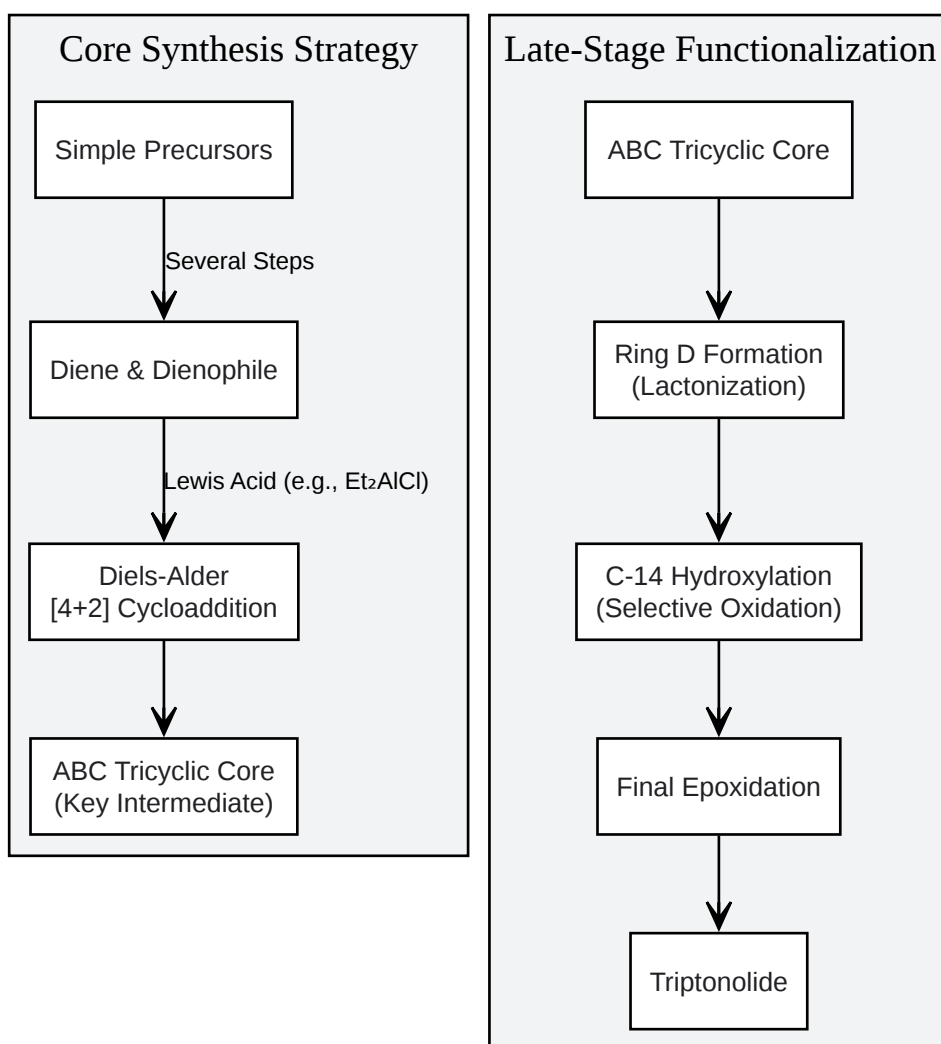 Core Synthesis Strategy
Simple Precursors
Several Steps
Diene & Dienophile
Lewis Acid (e.g., Et₂AlCl)
Diels-Alder
[4+2] Cycloaddition
ABC Tricyclic Core
(Key Intermediate)
Late-Stage Functionalization
ABC Tricyclic Core
Ring D Formation
(Lactonization)
C-14 Hydroxylation
(Selective Oxidation)
Final Epoxidation
Triptonolide